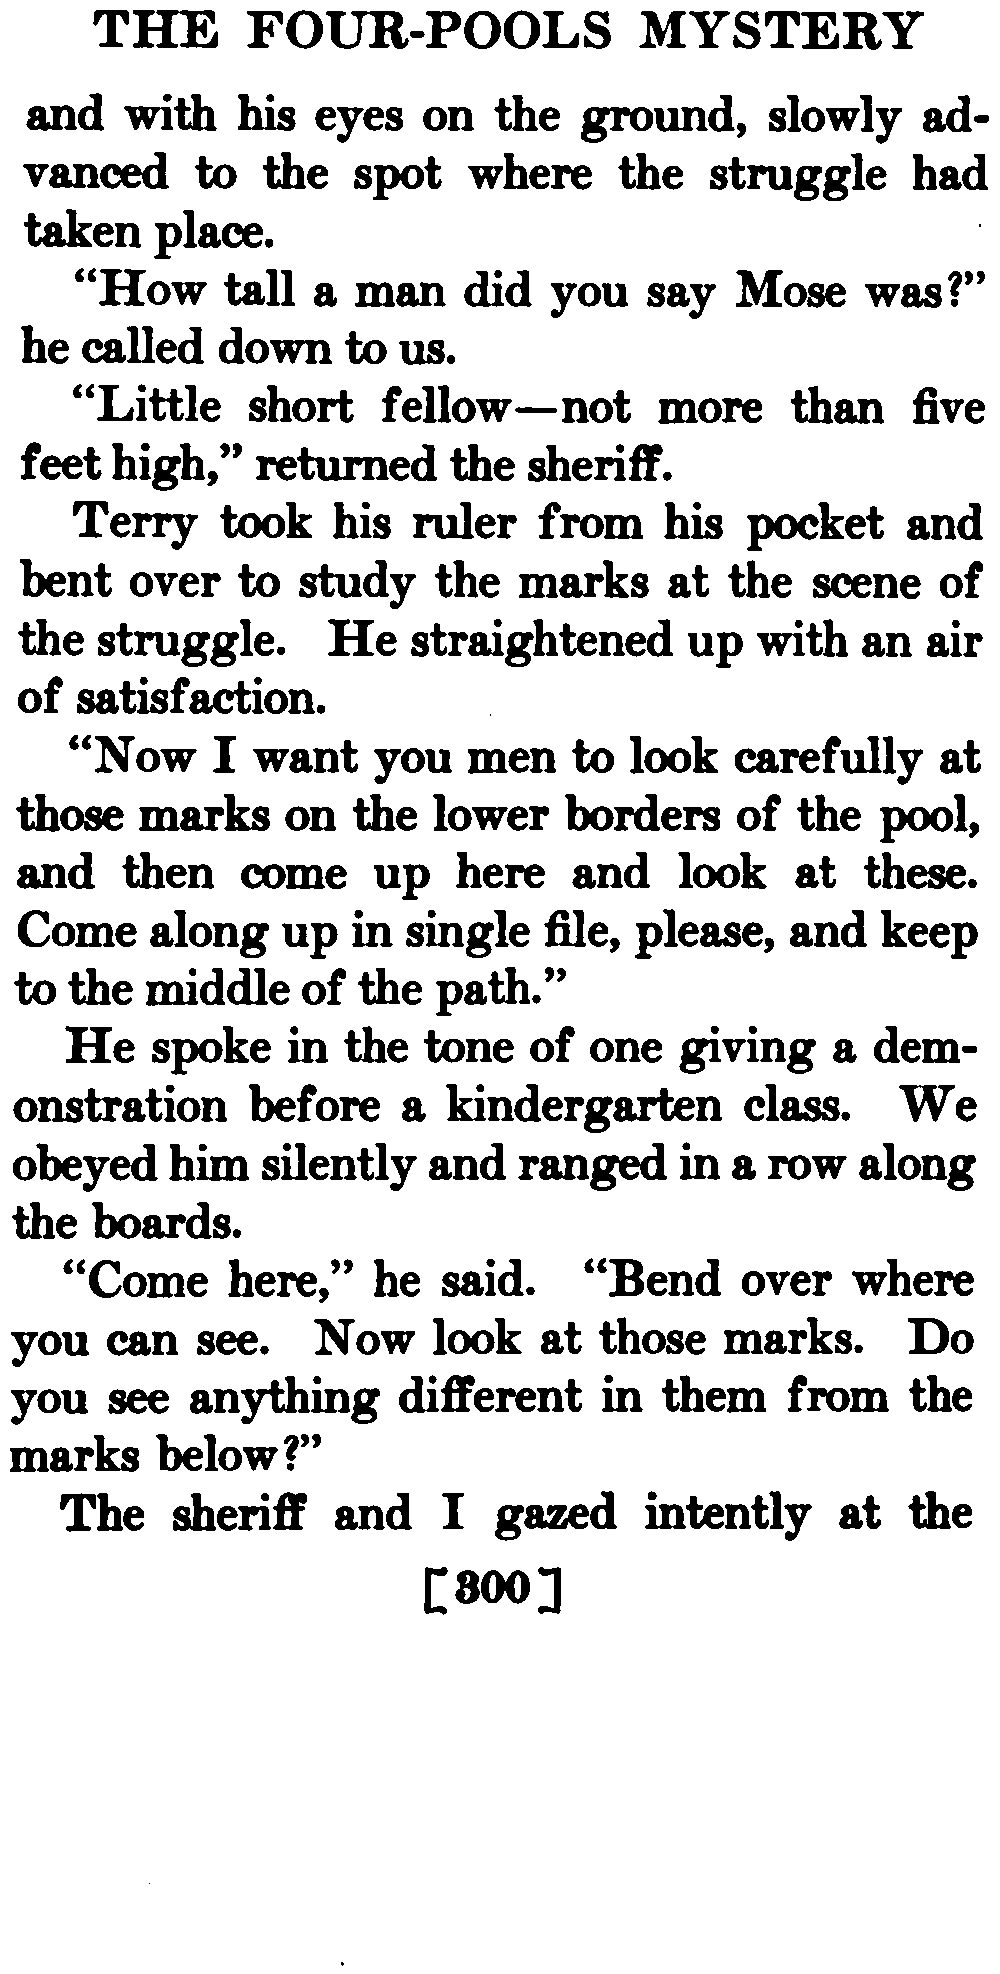 THE FOUR-POOLS MYSTERY
and with his eyes on the ground, slowly ad-
vanced to the spot where the struggle had
taken place.
“How tall a man did you say Mose was?”
he called down to us.
“Little short fellow—not more than five
feet high,” returned the sheriff.
Terry took his ruler from his pocket and
bent over to study the marks at the scene of
the struggle. He straightened up with an air
of satisfaction.
“Now I want you men to look carefully at
those marks on the lower borders of the pool,
and then come up here and look at these.
Come along up in single file, please, and keep
to the middle of the path.”
He spoke in the tone of one giving a dem-
onstration before a kindergarten class. We
obeyed him silently and ranged in a row along
the boards.
“Come here,” he said. “Bend over where
you can see. Now look at those marks. Do
you see anything different in them from the
marks below?”
The sheriff and I gazed intently at the
[300]